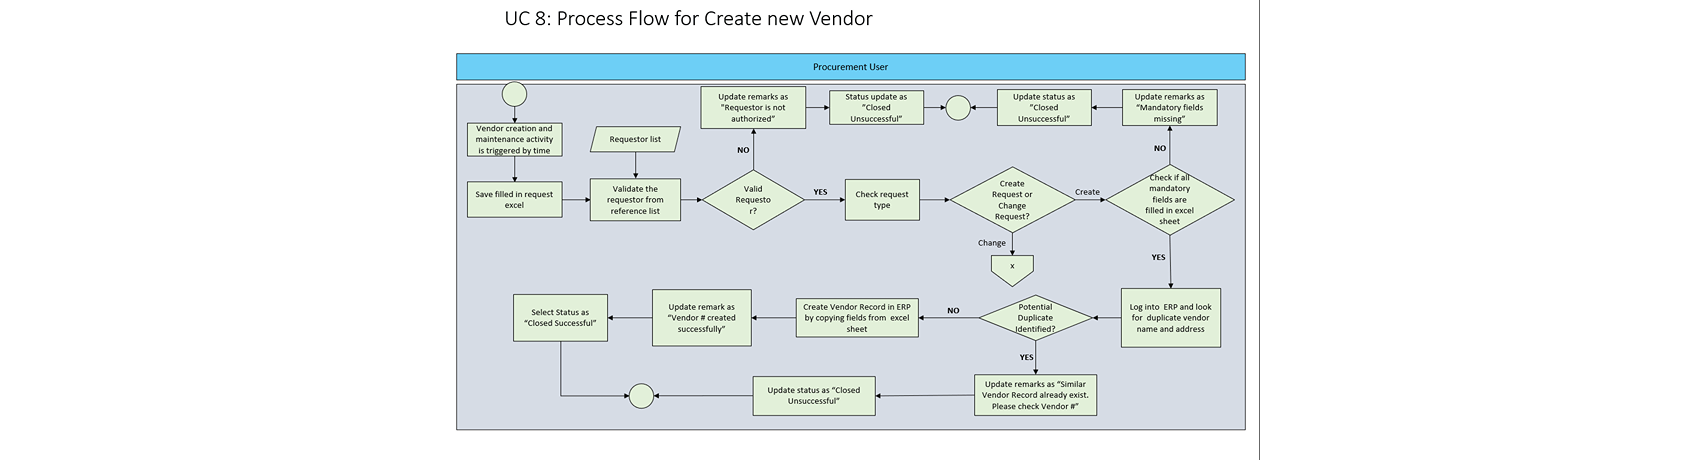 UC 8: Process Flow for Create new Vendor
Procurement User
Vendor creation and
maintenance activity
is triggered by time
Requestor list
Update remarks as
"Requestor is not
authorized”
Status update as
“Closed
Unsuccessful”
Update status as
“Closed
Unsuccessful”
Update remarks as
“Mandatory fields
missing”
NO
NO
Save filled in request
excel
Validate the
requestor from
reference list
Valid
Requesto
r?
YES
Check request
type
Create
Request or
Change
Request?
Create
Check if all
mandatory
fields are
filled in excel
sheet
Change
x
YES
Select Status as
“Closed Successful”
Update remark as
“Vendor # created
successfully”
Create Vendor Record in ERP
by copying fields from excel
sheet
NO
Potential
Duplicate
Identified?
Log into ERP and look
for duplicate vendor
name and address
YES
Update status as “Closed
Unsuccessful”
Update remarks as “Similar
Vendor Record already exist.
Please check Vendor #”